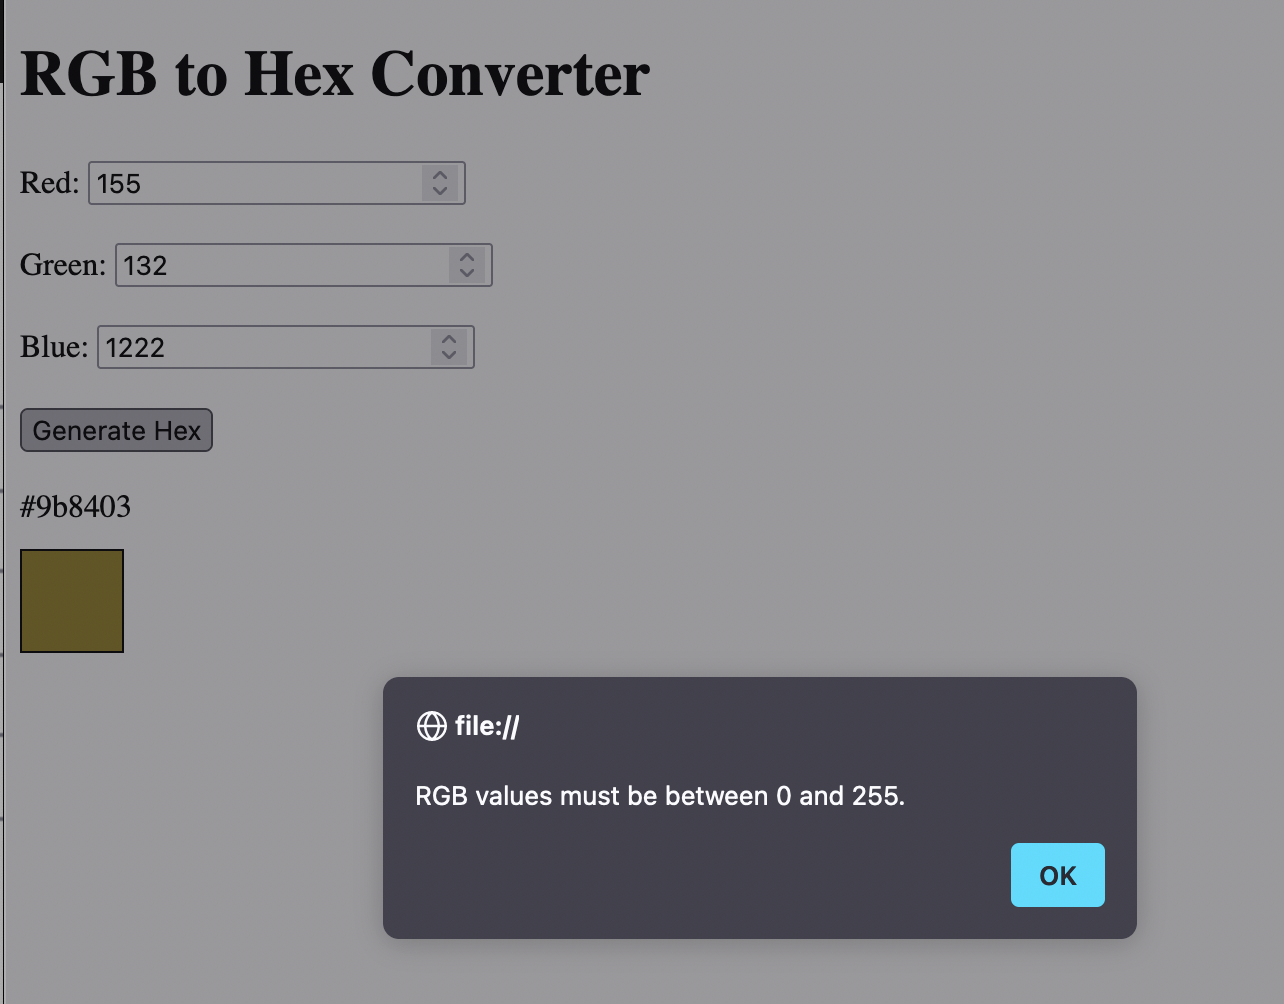 RGB to Hex Converter
Red: 155
Green: 132
Blue: 1222
Generate Hex
#9b8403
file://
RGB values must be between 0 and 255.
OK